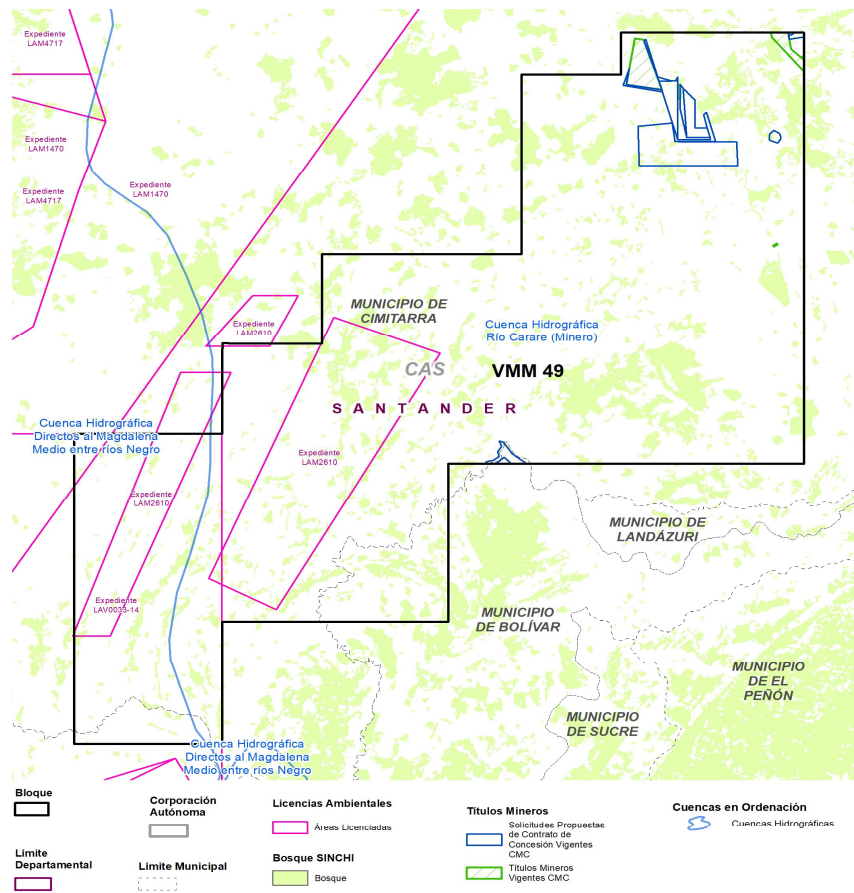 Expediente
LAM4717
Expediente
LAM1470
Expediente
LAM4717
Expediente
LAM1470
MUNICIPIO DE
CIMITARRA
Expediente
LAM2610
Cuenca Hidrográfica
Río Carare (Minero)
CAS
VMM 49
SANTANDER
Cuenca Hidrográfica
Directos al Magdalena
Medio entre ríos Negro
Expediente
LAM2610
Expediente
LAM2610
MUNICIPIO DE
LANDÁZURI
Expediente
LAV0033-14
MUNICIPIO
DE BOLÍVAR
MUNICIPIO
DE EL
PEÑÓN
MUNICIPIO
DE SUCRE
Cuenca Hidrográfica
Directos al Magdalena
Medio entre ríos Negro
Bloque
Límite
Departamental
Corporación
Autónoma
Límite Municipal
Licencias Ambientales
Áreas Licenciadas
Bosque SINCHI
Bosque
Títulos Mineros
Solicitudes Propuestas
de Contrato de
Concesión Vigentes
CMC
Títulos Mineros
Vigentes CMC
Cuencas en Ordenación
Cuencas Hidrográficas